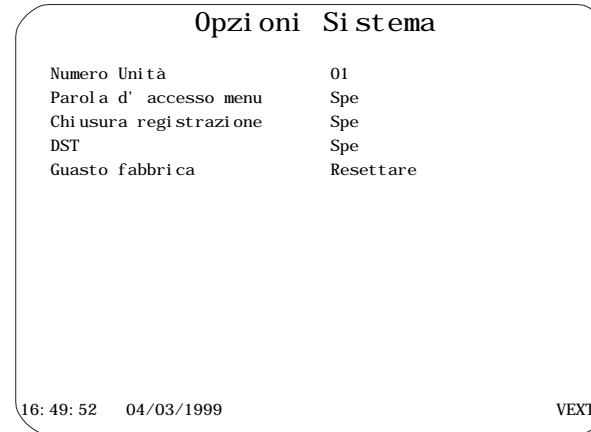 Opzioni Sistema
Numero Unità 01
Parola d' accesso menu Spe
Chiusura registrazione Spe
DST Spe
Guasto fabbrica Resettare
16:49:52 04/03/1999 VEXT